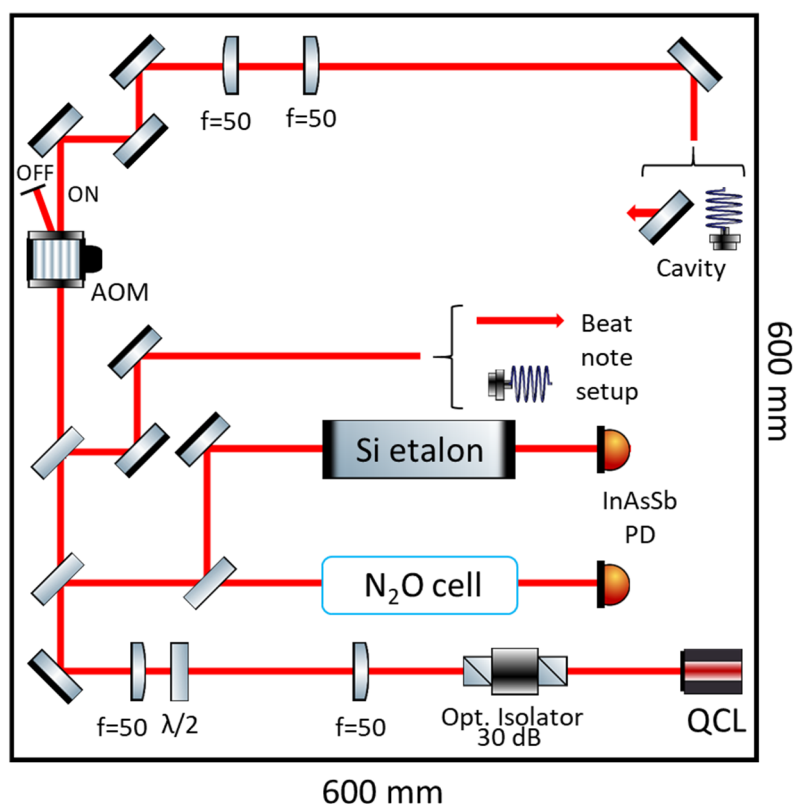 f=50
f=50
OFF
ON
AOM
Cavity
Beat
note
setup
600 mm
Si etalon
InAsSb
PD
N₂O cell
f=50
λ/2
f=50
Opt. Isolator
30 dB
QCL
600 mm